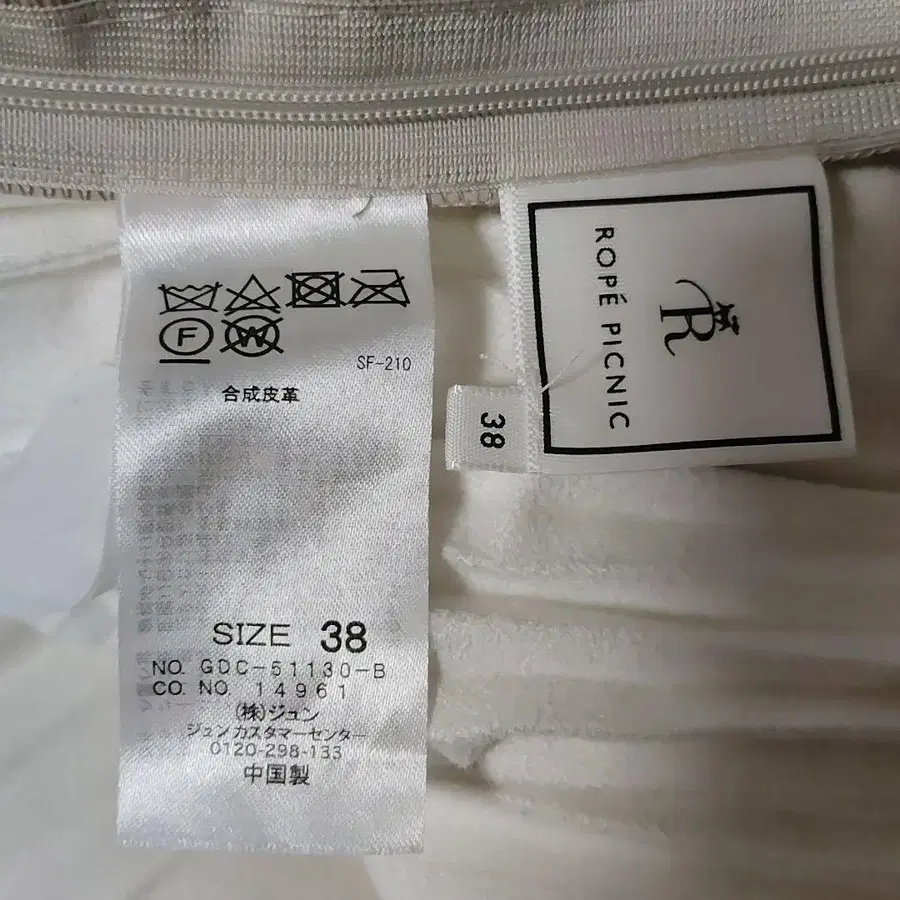 F W
SF-210
合成皮革
SIZE 38
NO. GDC-51130-B
CO. NO. 14961
(株)ジュン
ジュンカスタマーセンター
0120-298-133
中国製
38
ROPÉ PICNIC
R